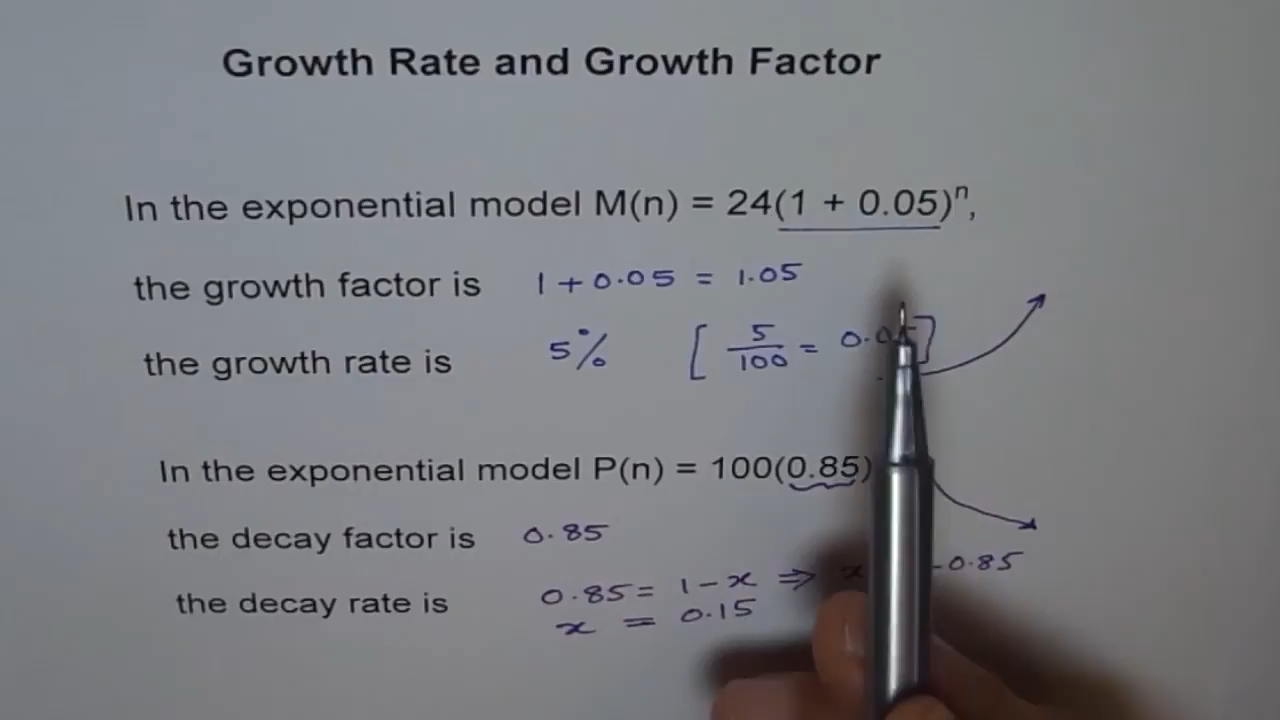 Growth Rate and Growth Factor
In the exponential model M(n) = 24(1 + 0.05)ⁿ,
the growth factor is 1 + 0.05 = 1.05
the growth rate is 5% [ 5/100 = 0.0 ]
In the exponential model P(n) = 100(0.85)
the decay factor is 0.85
the decay rate is 0.85 = 1 - x ⇒ x - 0.85
x = 0.15